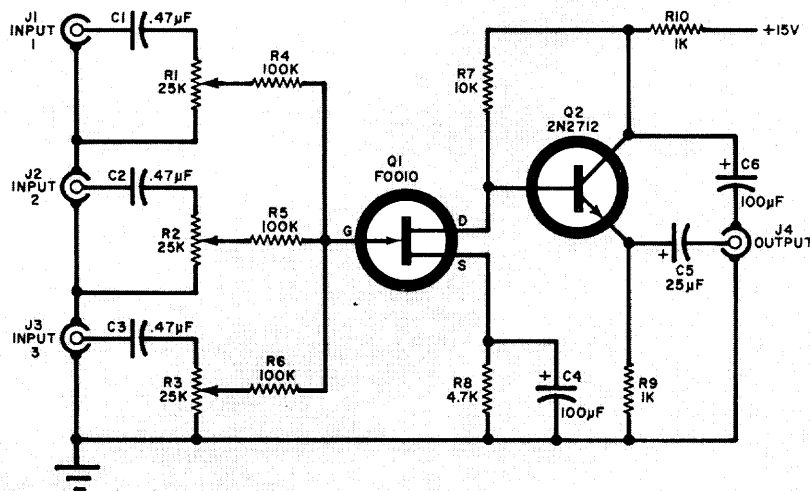 J1
INPUT
1
C1
.47µF
R1
25K
R4
100K
R7
10K
R10
1K
+15V
Q2
2N2712
J2
INPUT
2
C2
.47µF
R2
25K
R5
100K
Q1
F0010
G
D
S
+
C6
100µF
J4
OUTPUT
+
C5
25µF
J3
INPUT
3
C3
.47µF
R3
25K
R6
100K
R8
4.7K
+
C4
100µF
R9
1K